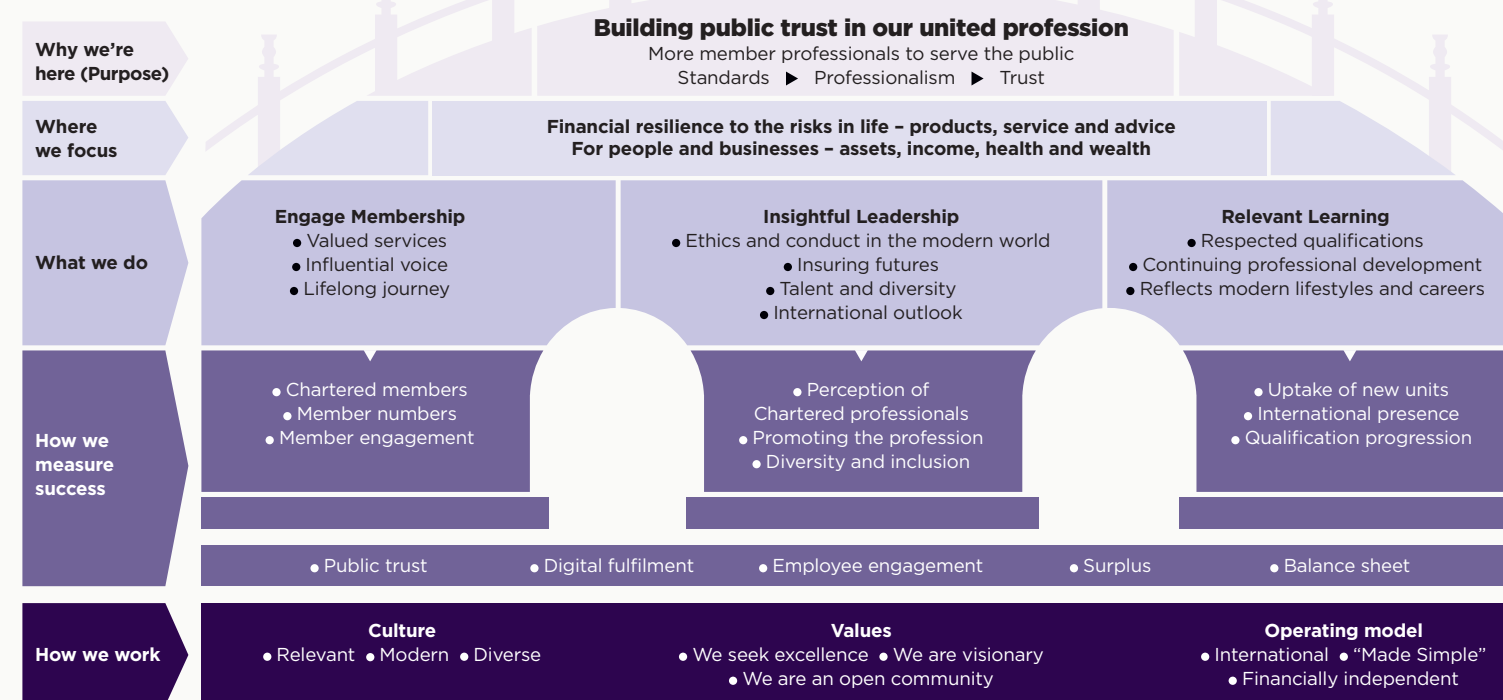 Why we're
here (Purpose)
Building public trust in our united profession
More member professionals to serve the public
Standards ▶ Professionalism ▶ Trust
Where
we focus
Financial resilience to the risks in life – products, service and advice
For people and businesses – assets, income, health and wealth
What we do
Engage Membership
• Valued services
• Influential voice
• Lifelong journey
Insightful Leadership
• Ethics and conduct in the modern world
• Insuring futures
• Talent and diversity
• International outlook
Relevant Learning
• Respected qualifications
• Continuing professional development
• Reflects modern lifestyles and careers
How we
measure
success
• Chartered members
• Member numbers
• Member engagement
• Perception of
Chartered professionals
• Promoting the profession
• Diversity and inclusion
• Uptake of new units
• International presence
• Qualification progression
• Public trust • Digital fulfilment • Employee engagement • Surplus • Balance sheet
How we work
Culture
• Relevant • Modern • Diverse
Values
• We seek excellence • We are visionary
• We are an open community
Operating model
• International • “Made Simple”
• Financially independent